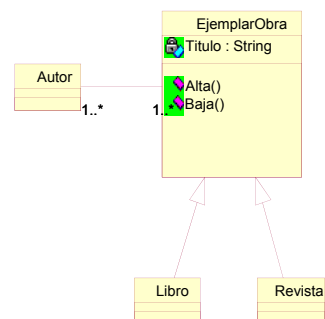 EjemplarObra
Titulo : String
Autor
Alta()
1..*
1..*
Baja()
Libro
Revista